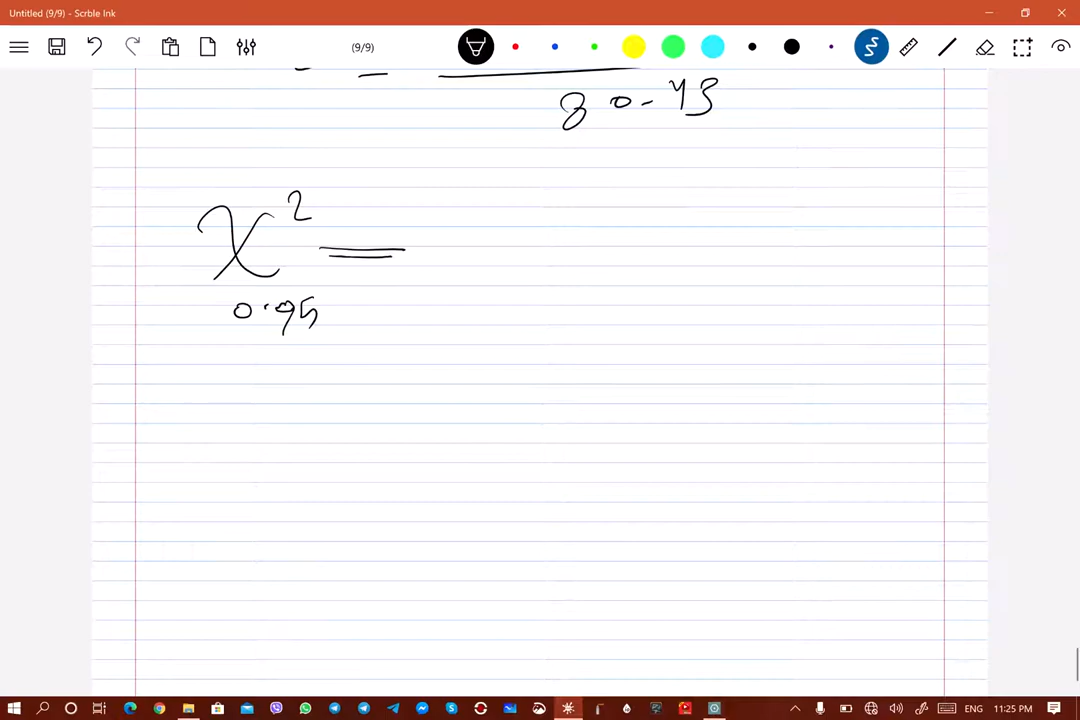 Untitled (9/9) - Scrble Ink
(9/9)
80.43
χ² =
0.95
ENG 11:25 PM